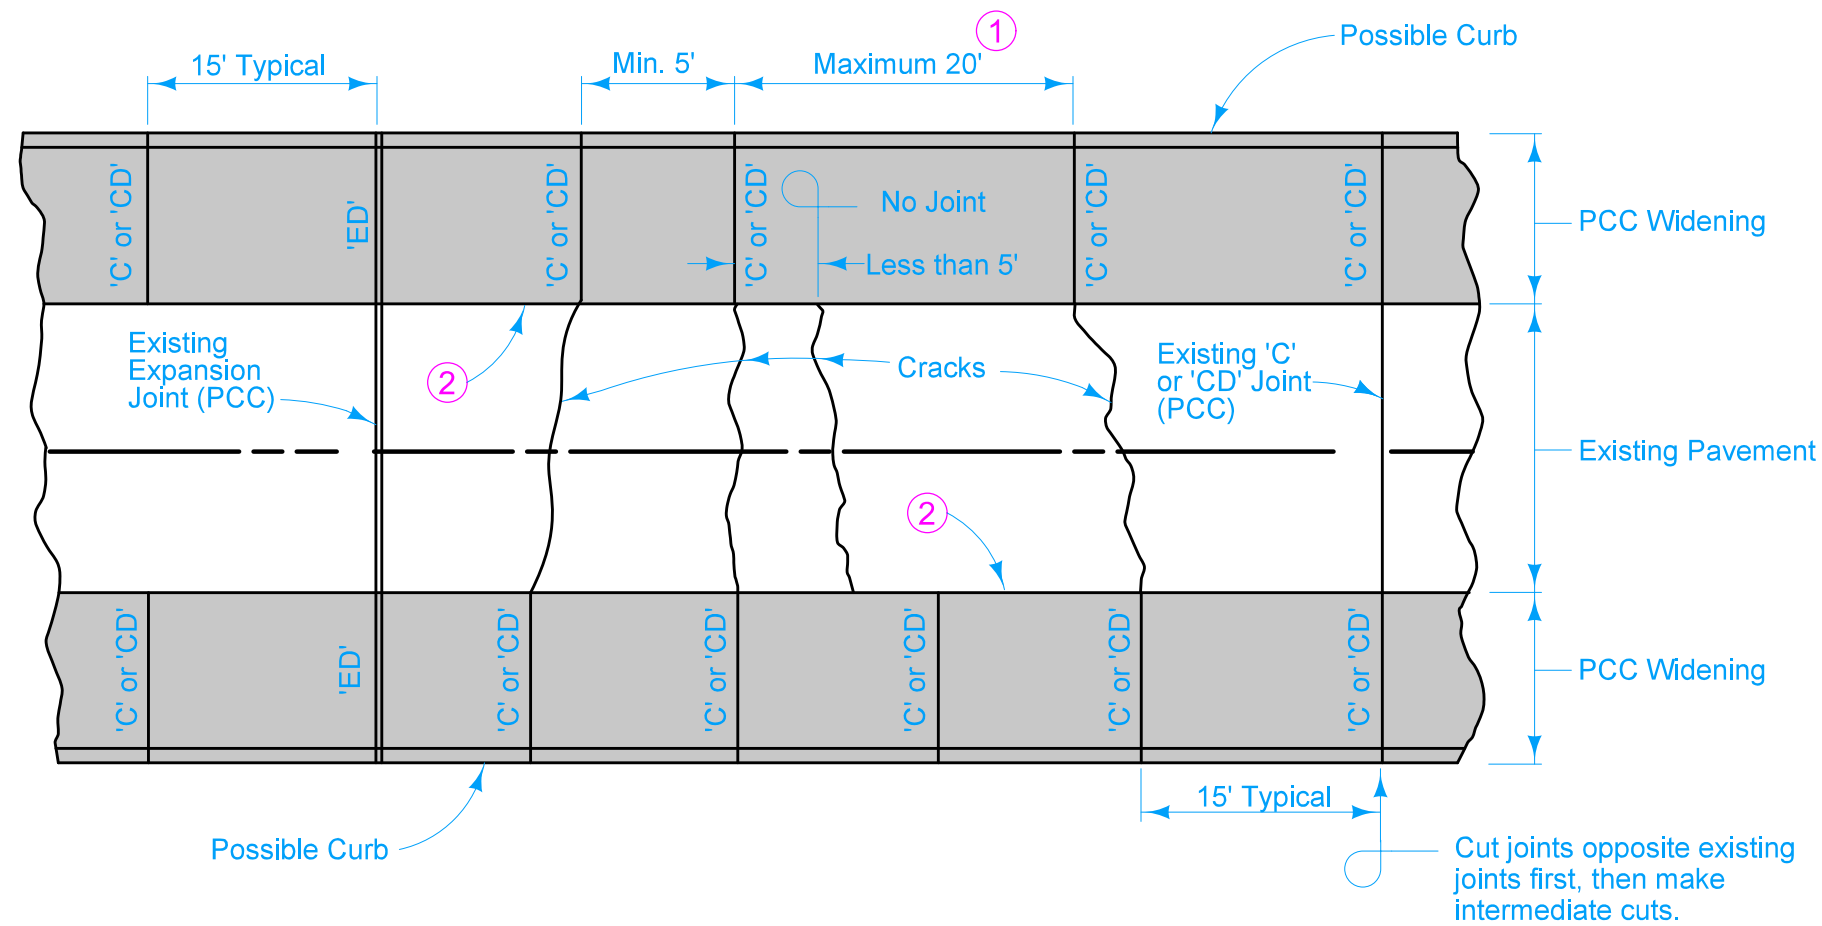 1
Possible Curb
15' Typical
Min. 5'
Maximum 20'
'C' or 'CD'
'ED'
'C' or 'CD'
'C' or 'CD'
No Joint
Less than 5'
'C' or 'CD'
'C' or 'CD'
PCC Widening
Existing
Expansion
Joint (PCC)
2
Cracks
Existing 'C'
or 'CD' Joint
(PCC)
Existing Pavement
2
'C' or 'CD'
'ED'
'C' or 'CD'
'C' or 'CD'
'C' or 'CD'
'C' or 'CD'
'C' or 'CD'
PCC Widening
15' Typical
Possible Curb
Cut joints opposite existing
joints first, then make
intermediate cuts.